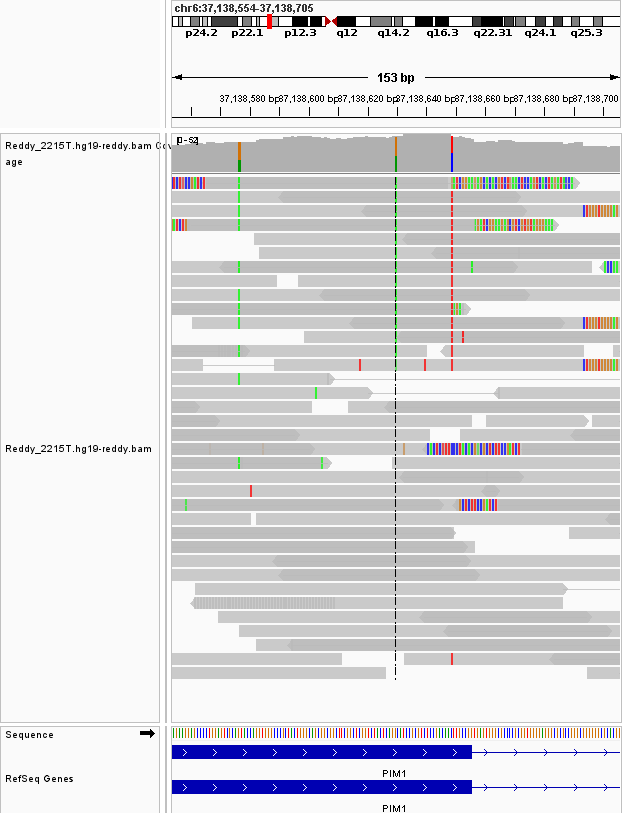 chr6:37,138,554-37,138,705
p24.2 p22.1 p12.3 q12 q14.2 q16.3 q22.31 q24.1 q25.3
153 bp
37,138,580 bp 37,138,600 bp 37,138,620 bp 37,138,640 bp 37,138,660 bp 37,138,680 bp 37,138,700
Reddy_2215T.hg19-reddy.bam Cov
age
[0-52]
Reddy_2215T.hg19-reddy.bam
Sequence
PIM1
RefSeq Genes
PIM1